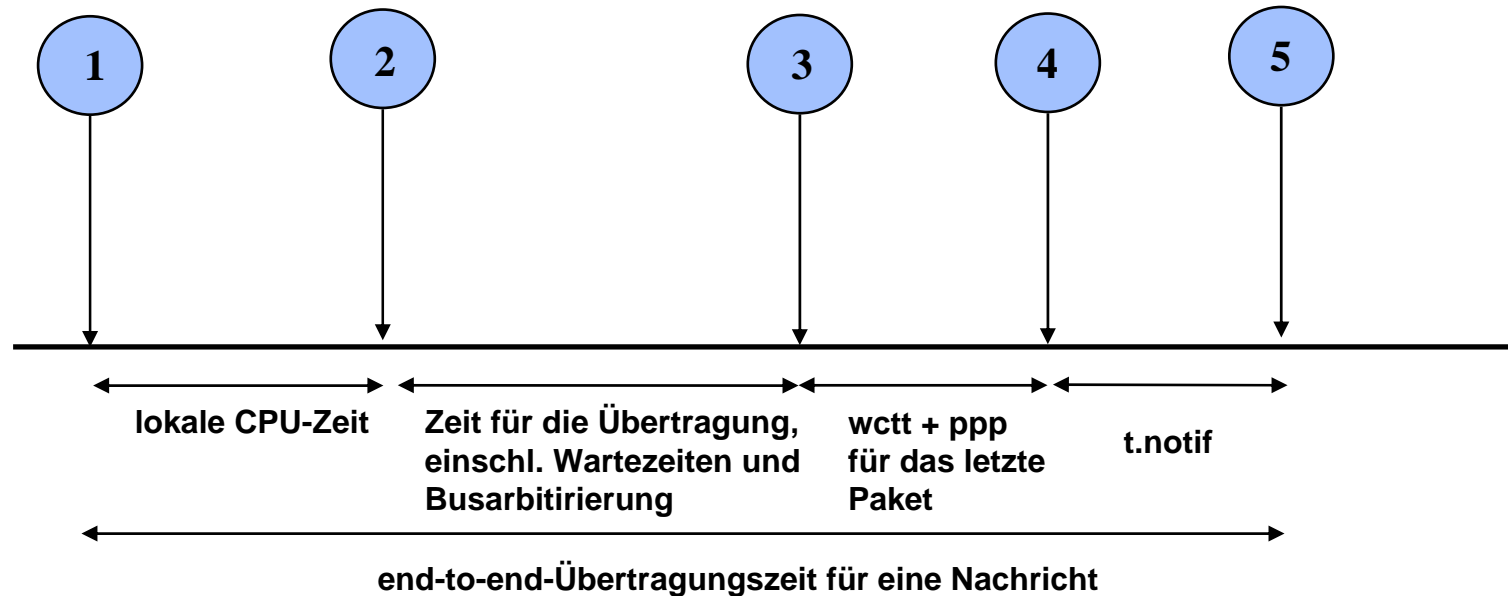 1
2
3
4
5
lokale CPU-Zeit
Zeit für die Übertragung,
einschl. Wartezeiten und
Busarbitirierung
wctt + ppp
für das letzte
Paket
t.notif
end-to-end-Übertragungszeit für eine Nachricht